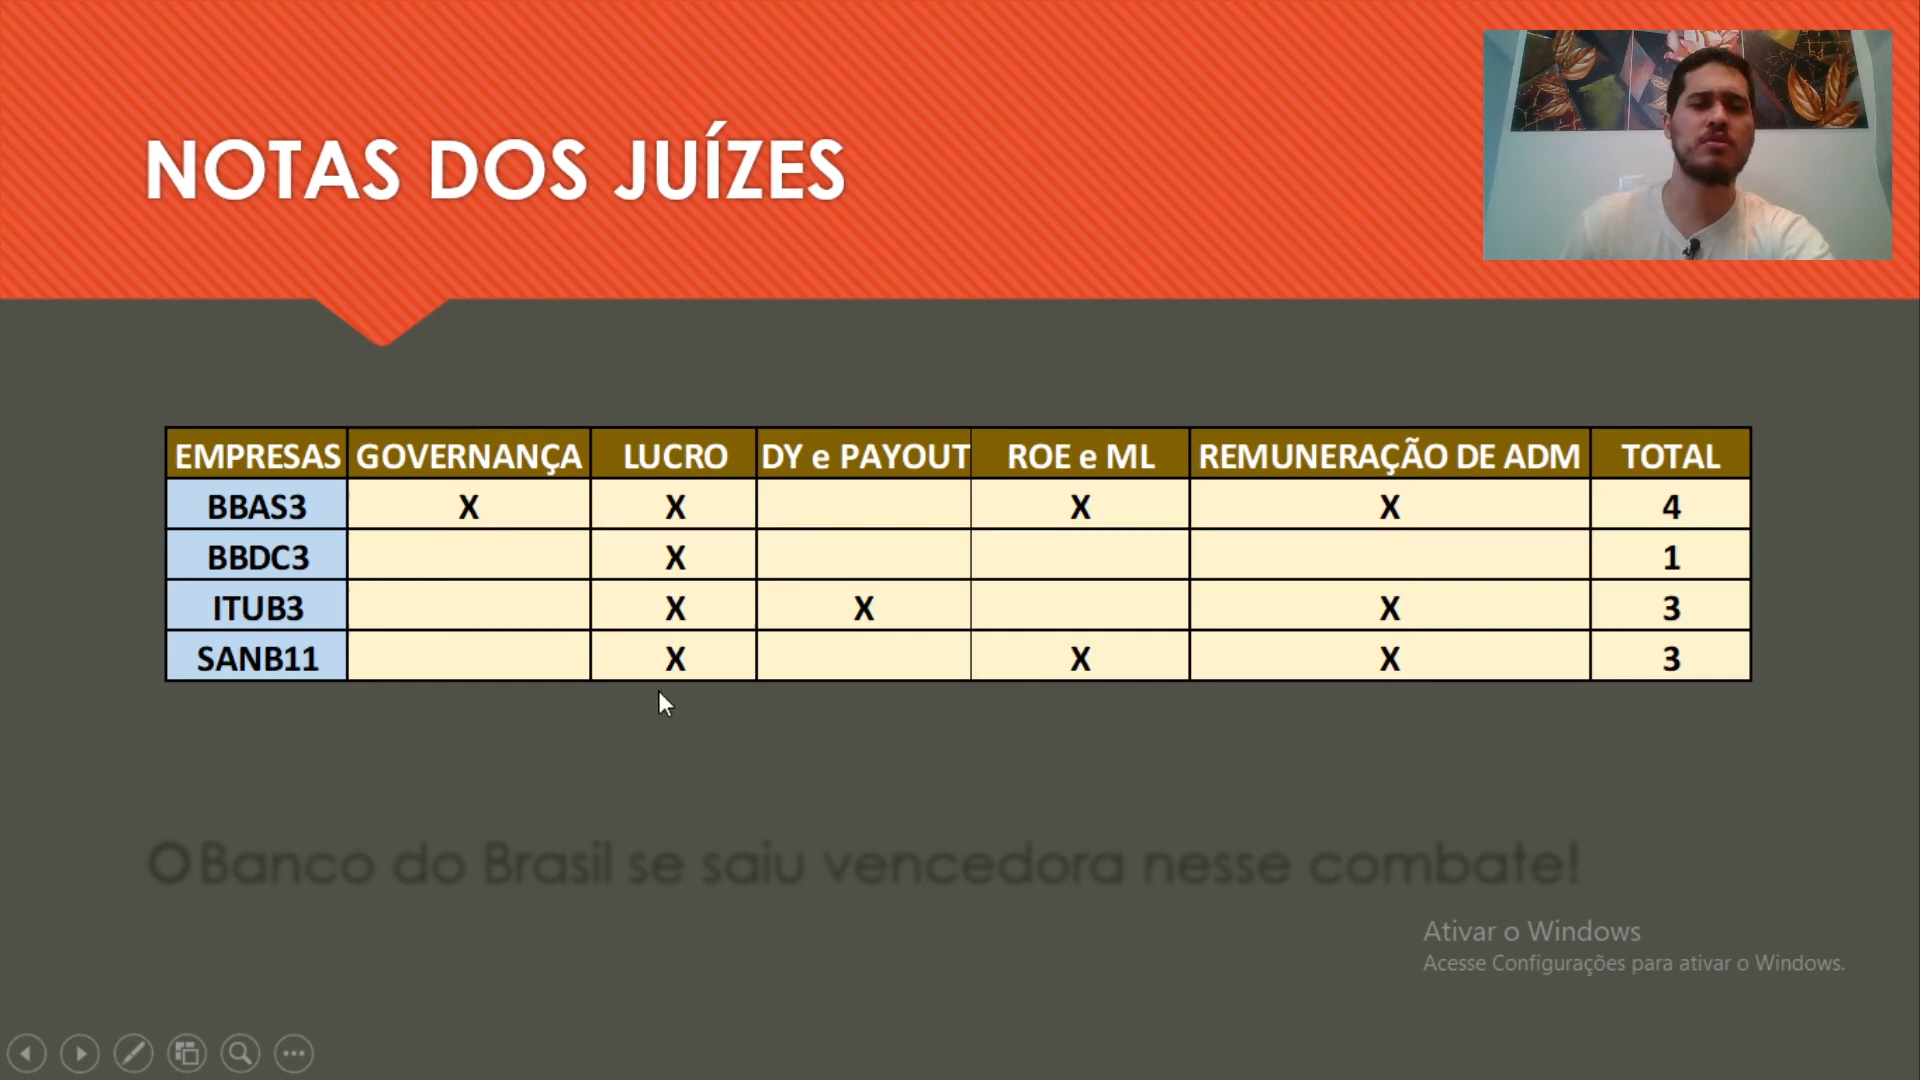 NOTAS DOS JUÍZES
EMPRESAS GOVERNANÇA LUCRO DY e PAYOUT ROE e ML REMUNERAÇÃO DE ADM TOTAL
BBAS3 X X X X 4
BBDC3 X 1
ITUB3 X X X 3
SANB11 X X X 3
O Banco do Brasil se saiu vencedora nesse combate!
Ativar o Windows
Acesse Configurações para ativar o Windows.